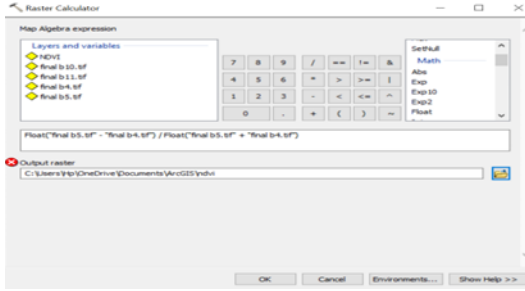 Raster Calculator
Map Algebra expression
Layers and variables
NDVI
final b10.tif
final b11.tif
final b4.tif
final b5.tif
7 8 9 / == != &
4 5 6 * > >= |
1 2 3 - < <= ^
0 . + ( ) ~
SetNull
Math
Abs
Exp
Exp10
Exp2
Float
Float("final b5.tif" - "final b4.tif") / Float("final b5.tif" + "final b4.tif")
Output raster
C:\Users\Hp\OneDrive\Documents\ArcGIS\ndvi
OK Cancel Environments... Show Help >>